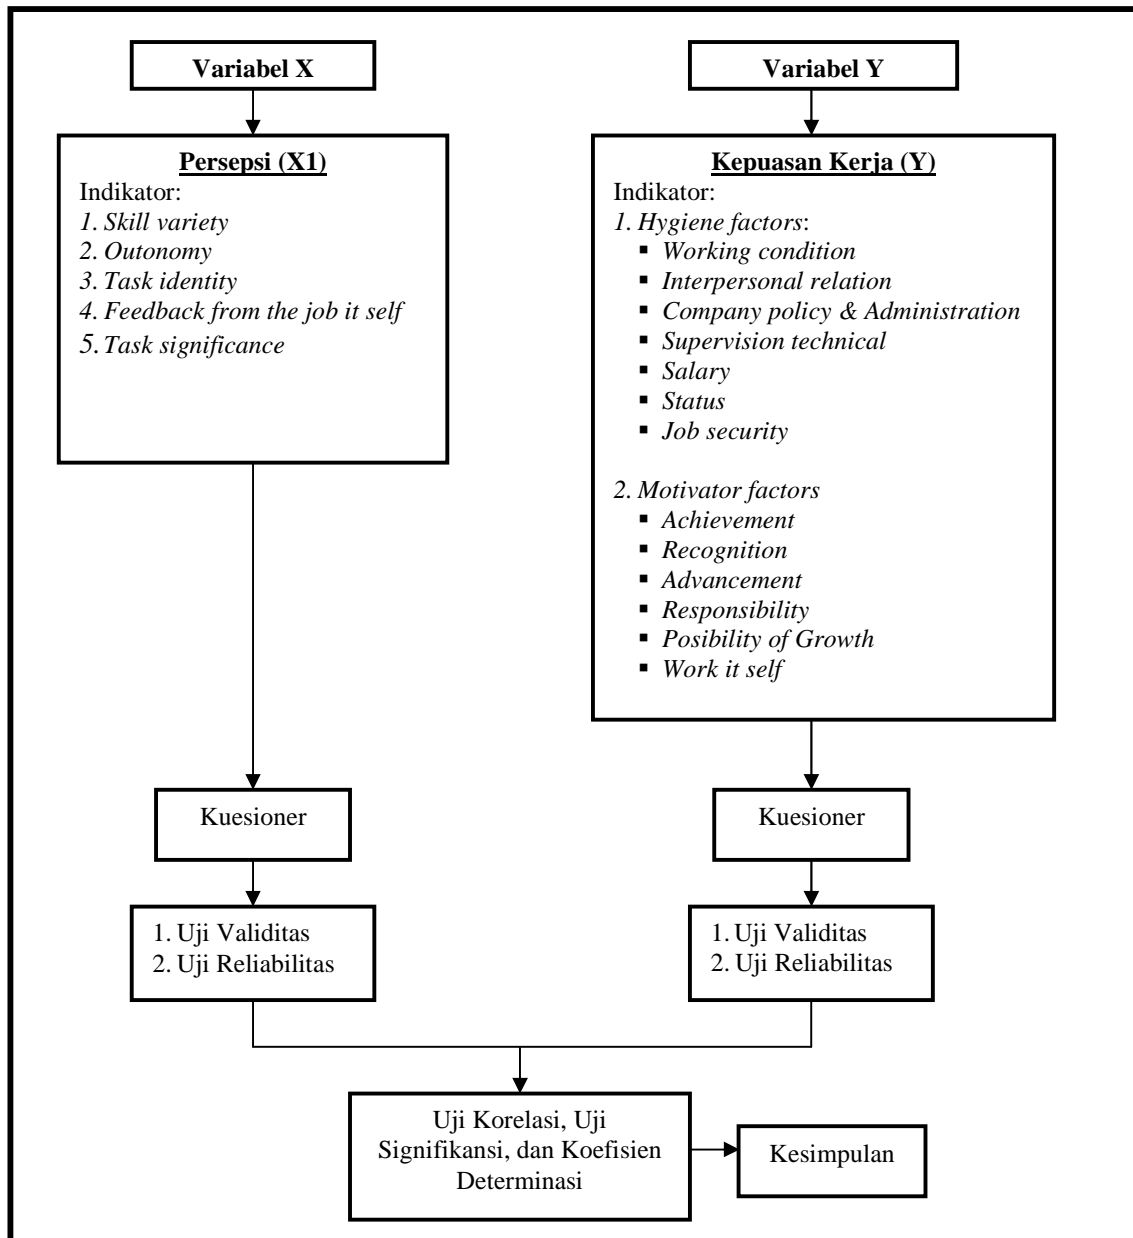 Variabel X
Persepsi (X1)
Indikator:
1. Skill variety
2. Outonomy
3. Task identity
4. Feedback from the job it self
5. Task significance
Kuesioner
1. Uji Validitas
2. Uji Reliabilitas
Variabel Y
Kepuasan Kerja (Y)
Indikator:
1. Hygiene factors:
▪ Working condition
▪ Interpersonal relation
▪ Company policy & Administration
▪ Supervision technical
▪ Salary
▪ Status
▪ Job security
2. Motivator factors
▪ Achievement
▪ Recognition
▪ Advancement
▪ Responsibility
▪ Posibility of Growth
▪ Work it self
Kuesioner
1. Uji Validitas
2. Uji Reliabilitas
Uji Korelasi, Uji
Signifikansi, dan Koefisien
Determinasi
Kesimpulan